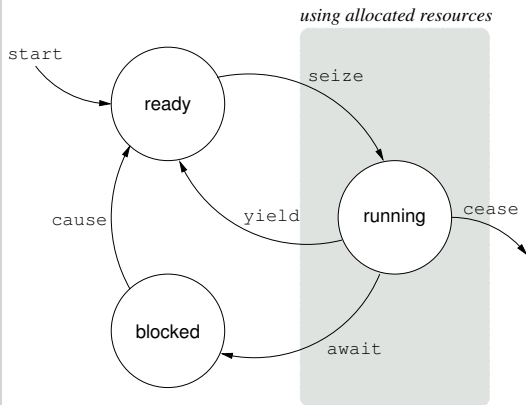 using allocated resources
start
seize
ready
cause
yield
running
cease
blocked
await